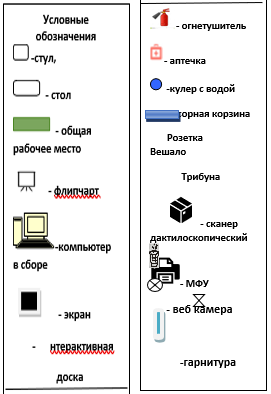 Условные
обозначения
-стул,
- стол
- общая
рабочее место
- флипчарт
-компьютер
в сборе
- экран
- нтерактивная
доска
- огнетушитель
- аптечка
-кулер с водой
орная корзина
Розетка
Вешало
Трибуна
- сканер
дактилоскопический
- МФУ
- веб камера
-гарнитура